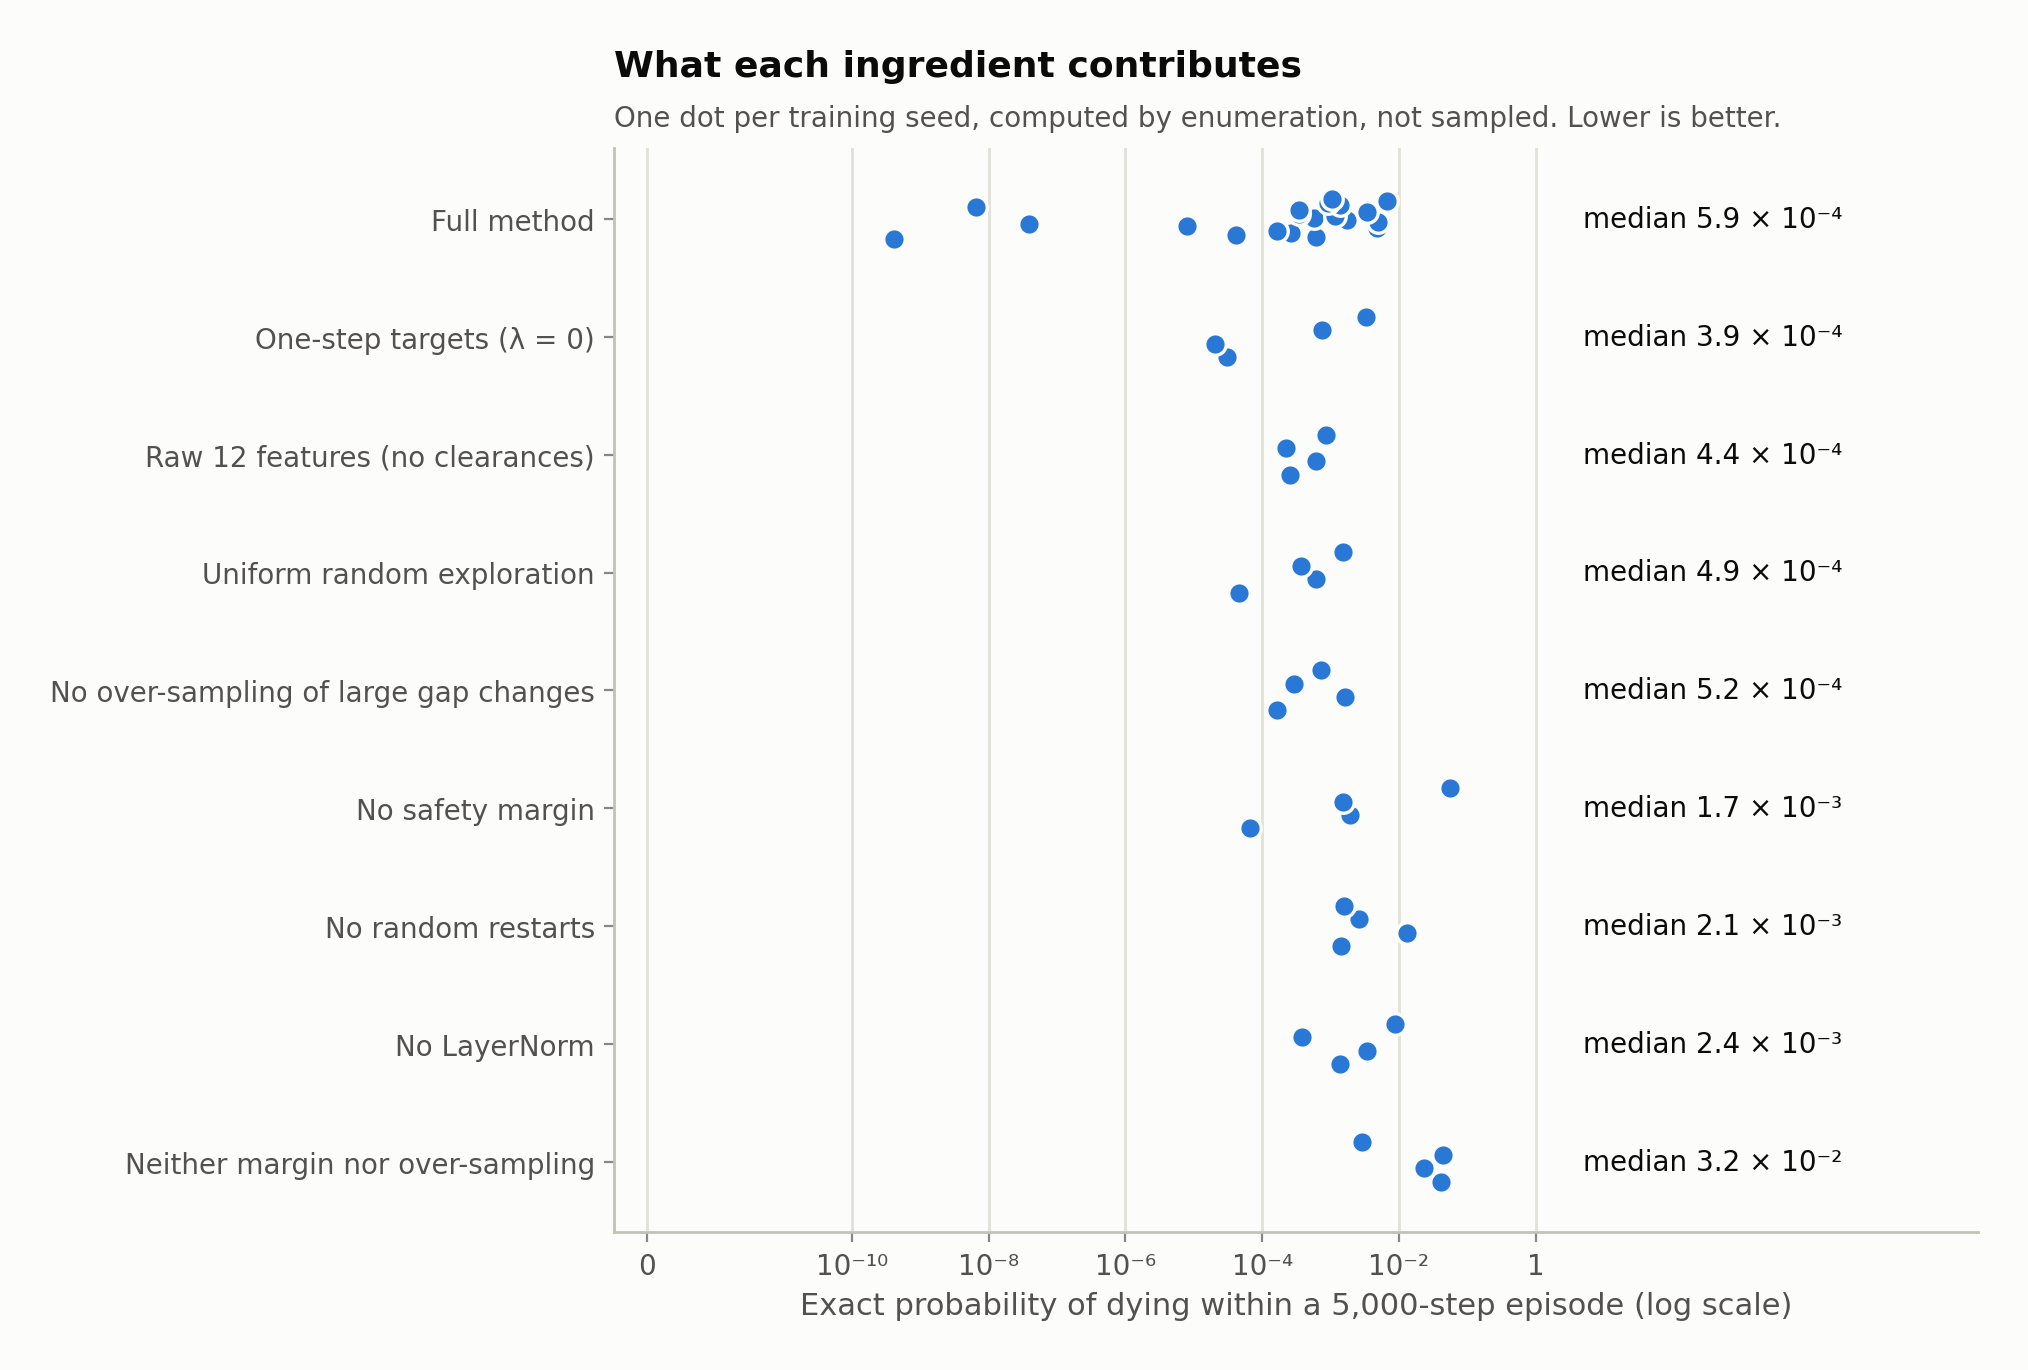 What each ingredient contributes
One dot per training seed, computed by enumeration, not sampled. Lower is better.
Full method
median 5.9 × 10⁻⁴
One-step targets (λ = 0)
median 3.9 × 10⁻⁴
Raw 12 features (no clearances)
median 4.4 × 10⁻⁴
Uniform random exploration
median 4.9 × 10⁻⁴
No over-sampling of large gap changes
median 5.2 × 10⁻⁴
No safety margin
median 1.7 × 10⁻³
No random restarts
median 2.1 × 10⁻³
No LayerNorm
median 2.4 × 10⁻³
Neither margin nor over-sampling
median 3.2 × 10⁻²
0 10⁻¹⁰ 10⁻⁸ 10⁻⁶ 10⁻⁴ 10⁻² 1
Exact probability of dying within a 5,000-step episode (log scale)